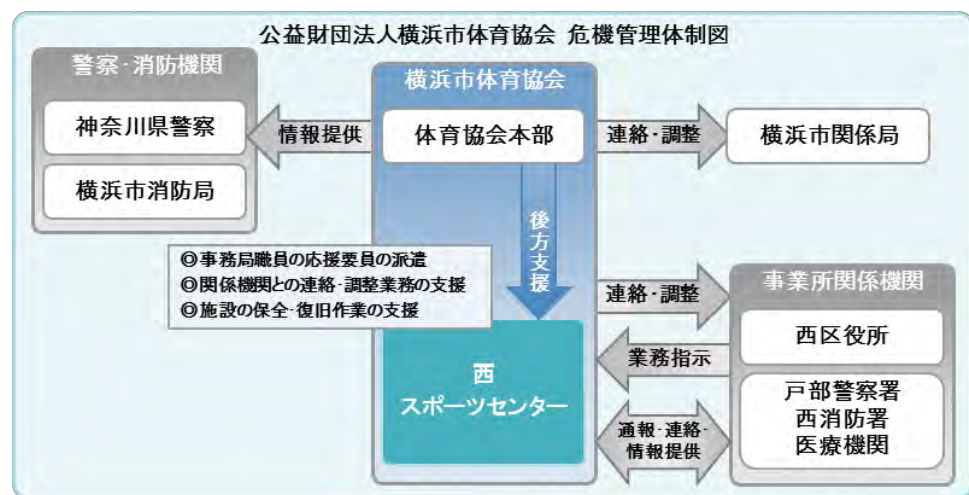 公益財団法人横浜市体育協会 危機管理体制図
警察・消防機関
神奈川県警察
横浜市消防局
情報提供
横浜市体育協会
体育協会本部
連絡・調整
横浜市関係局
後方支援
◎事務局職員の応援要員の派遣
◎関係機関との連絡・調整業務の支援
◎施設の保全・復旧作業の支援
西
スポーツセンター
連絡・調整
業務指示
通報・連絡・
情報提供
事業所関係機関
西区役所
戸部警察署
西消防署
医療機関